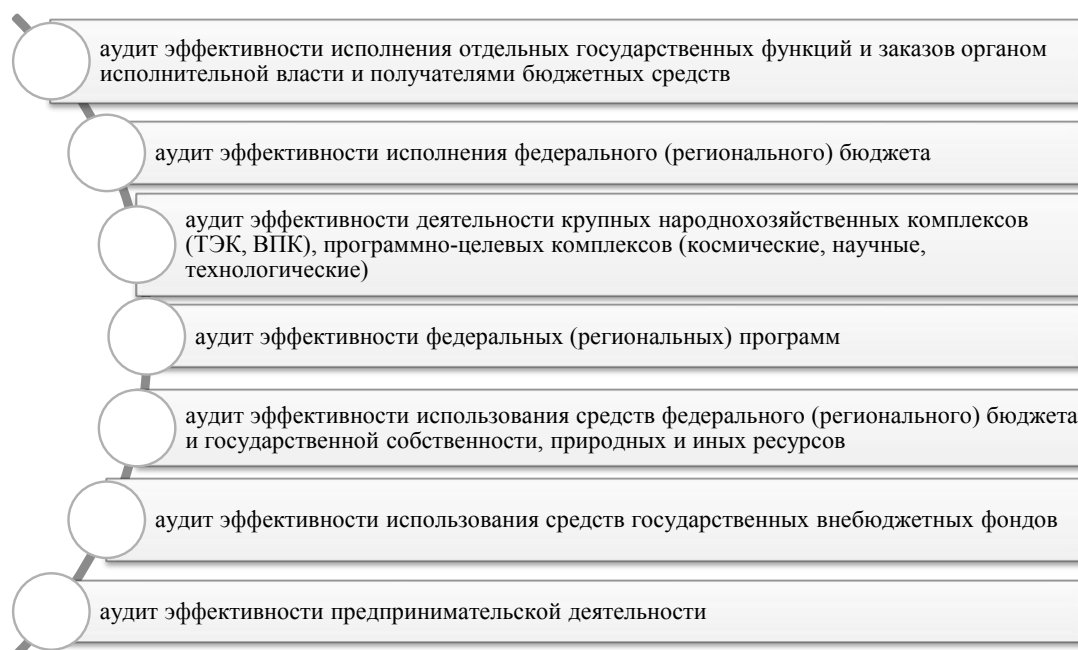 аудит эффективности исполнения отдельных государственных функций и заказов органом
исполнительной власти и получателями бюджетных средств
аудит эффективности исполнения федерального (регионального) бюджета
аудит эффективности деятельности крупных народнохозяйственных комплексов
(ТЭК, ВПК), программно-целевых комплексов (космические, научные,
технологические)
аудит эффективности федеральных (региональных) программ
аудит эффективности использования средств федерального (регионального) бюджета
и государственной собственности, природных и иных ресурсов
аудит эффективности использования средств государственных внебюджетных фондов
аудит эффективности предпринимательской деятельности